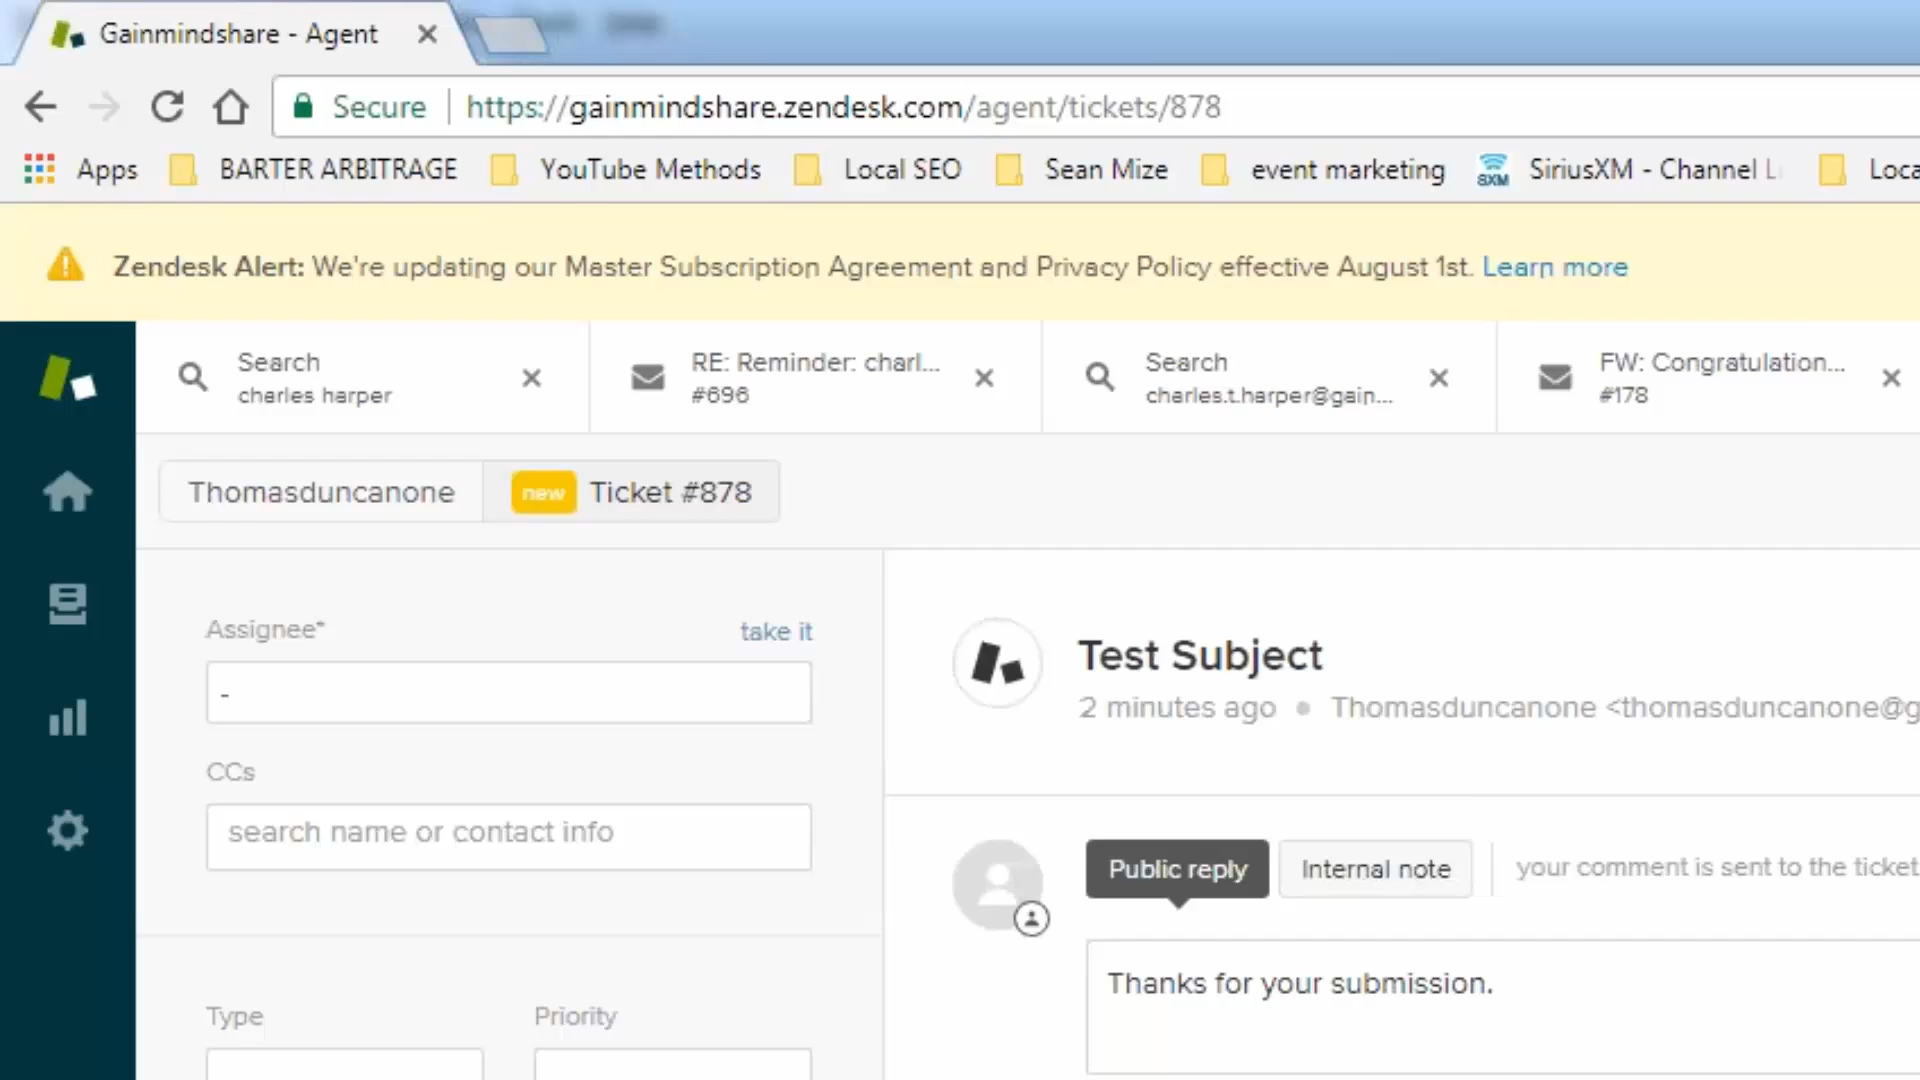 Gainmindshare - Agent
Secure https://gainmindshare.zendesk.com/agent/tickets/878
Apps BARTER ARBITRAGE YouTube Methods Local SEO Sean Mize event marketing SXM SiriusXM - Channel Li Loca
Zendesk Alert: We're updating our Master Subscription Agreement and Privacy Policy effective August 1st. Learn more
Search
charles harper
RE: Reminder: charl...
#696
Search
charles.t.harper@gain...
FW: Congratulation...
#178
Thomasduncanone new Ticket #878
Assignee* take it
-
CCs
search name or contact info
Type Priority
Test Subject
2 minutes ago Thomasduncanone <thomasduncanone@g
Public reply Internal note your comment is sent to the ticket
Thanks for your submission.